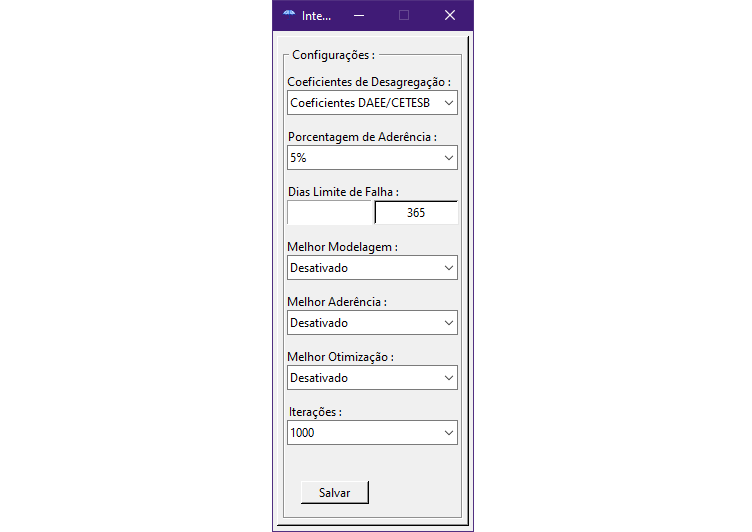 Inte...
Configurações :
Coeficientes de Desagregação :
Coeficientes DAEE/CETESB
Porcentagem de Aderência :
5%
Dias Limite de Falha :
365
Melhor Modelagem :
Desativado
Melhor Aderência :
Desativado
Melhor Otimização :
Desativado
Iterações :
1000
Salvar